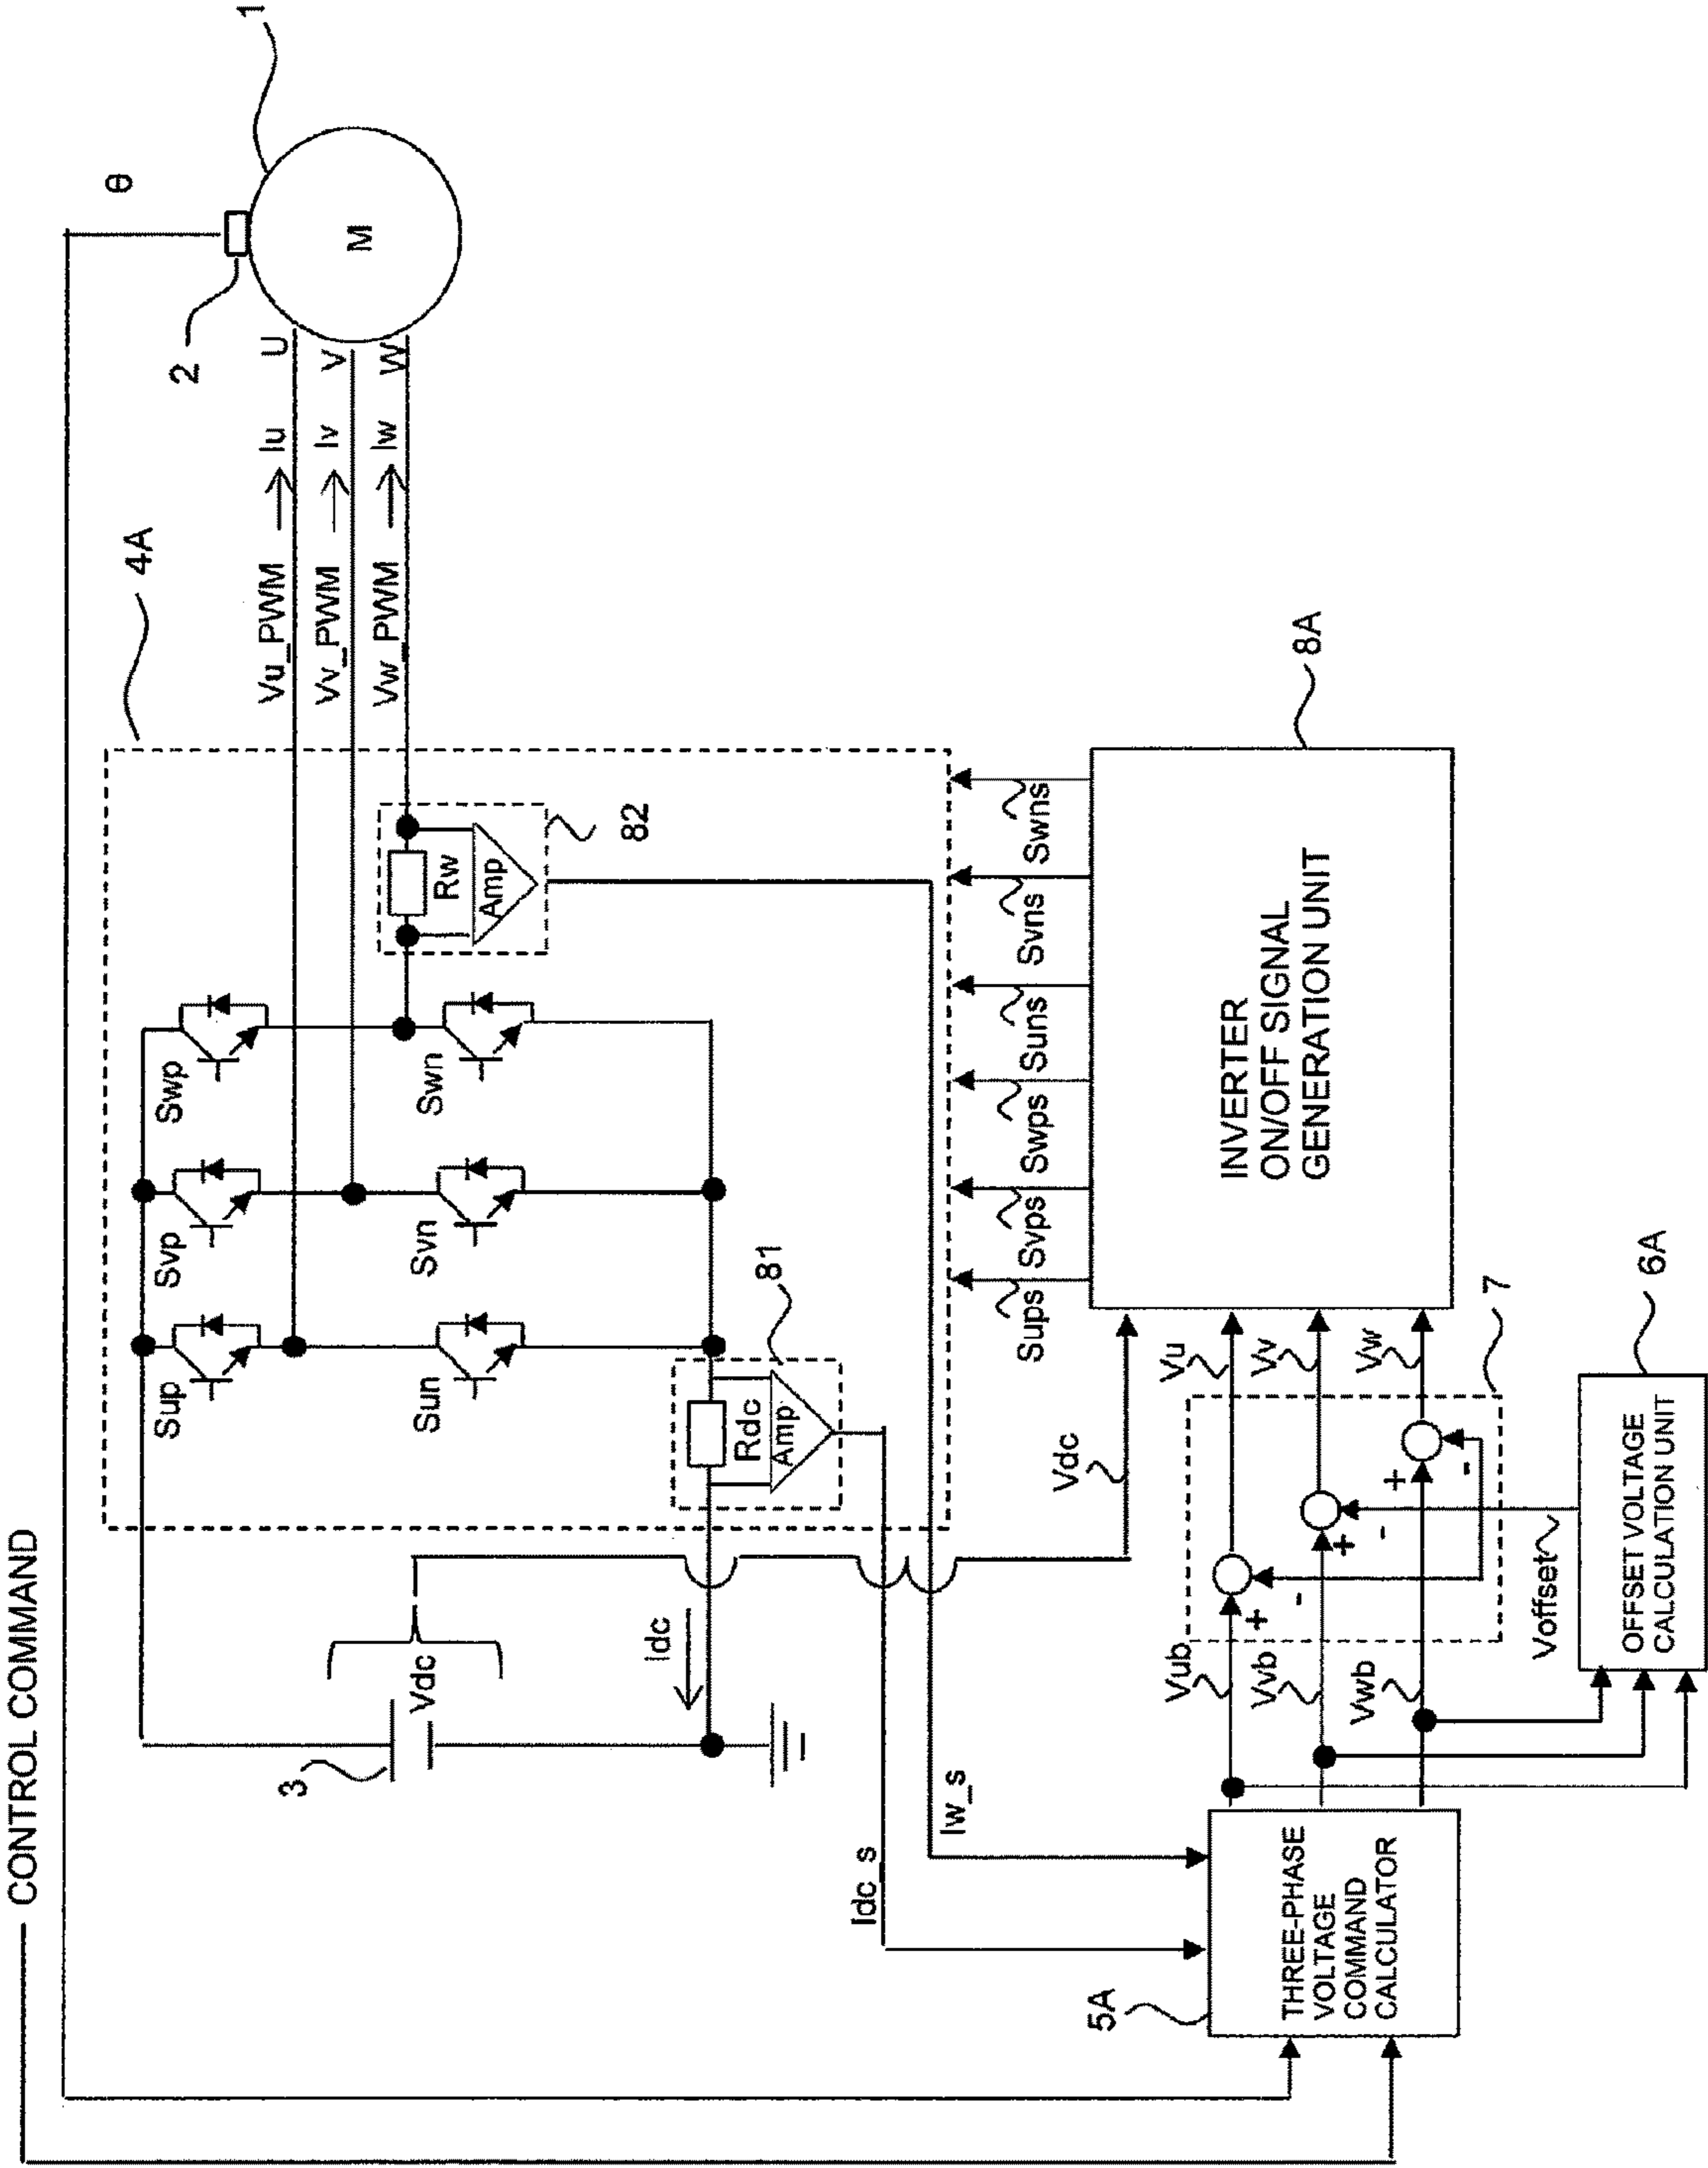 CONTROL COMMAND
θ
1
2
M
4A
Vu_PWM
Iu
U
Vv_PWM
Iv
V
Vw_PWM
Iw
W
Sup
Svp
Swp
Sun
Svn
Swn
Rw
Amp
82
3
Vdc
Idc
Rdc
Amp
81
Idc_s
Iw_s
Vdc
Sups
Svps
Swps
Suns
Svns
Swns
8A
INVERTER
ON/OFF SIGNAL
GENERATION UNIT
5A
THREE-PHASE
VOLTAGE
COMMAND
CALCULATOR
Vub
Vvb
Vwb
+
-
+
-
+
-
Vu
Vv
Vw
7
Voffset
6A
OFFSET VOLTAGE
CALCULATION UNIT